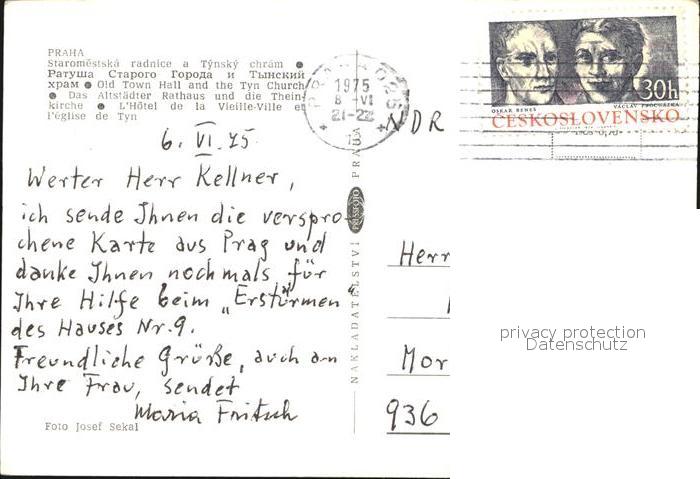 PRAHA
Staroměstská radnice a Týnský chrám ●
Ратуша Старого Города и Тынский
храм ● Old Town Hall and the Tyn Church
● Das Altstädter Rathaus und die Thein-
kirche ● L'Hôtel de la Vieille-Ville et
l'église de Tyn
6. VI. 75
Werter Herr Kellner,
ich sende Ihnen die verspro-
chene Karte aus Prag und
danke Ihnen nochmals für
Ihre Hilfe beim „Erstürmen"
des Hauses Nr. 9.
Freundliche Grüße, auch an
Ihre Frau, sendet
Maria Fritsch
Foto Josef Sekal
NAKLADATELSTVÍ PRESSFOTO PRAHA
1975
8 -VI
21-22
NDR
OSKAR BENEŠ
VÁCLAV PROCHÁZKA
30h
ČESKOSLOVENSKO
Herr
Mor
936
privacy protection
Datenschutz